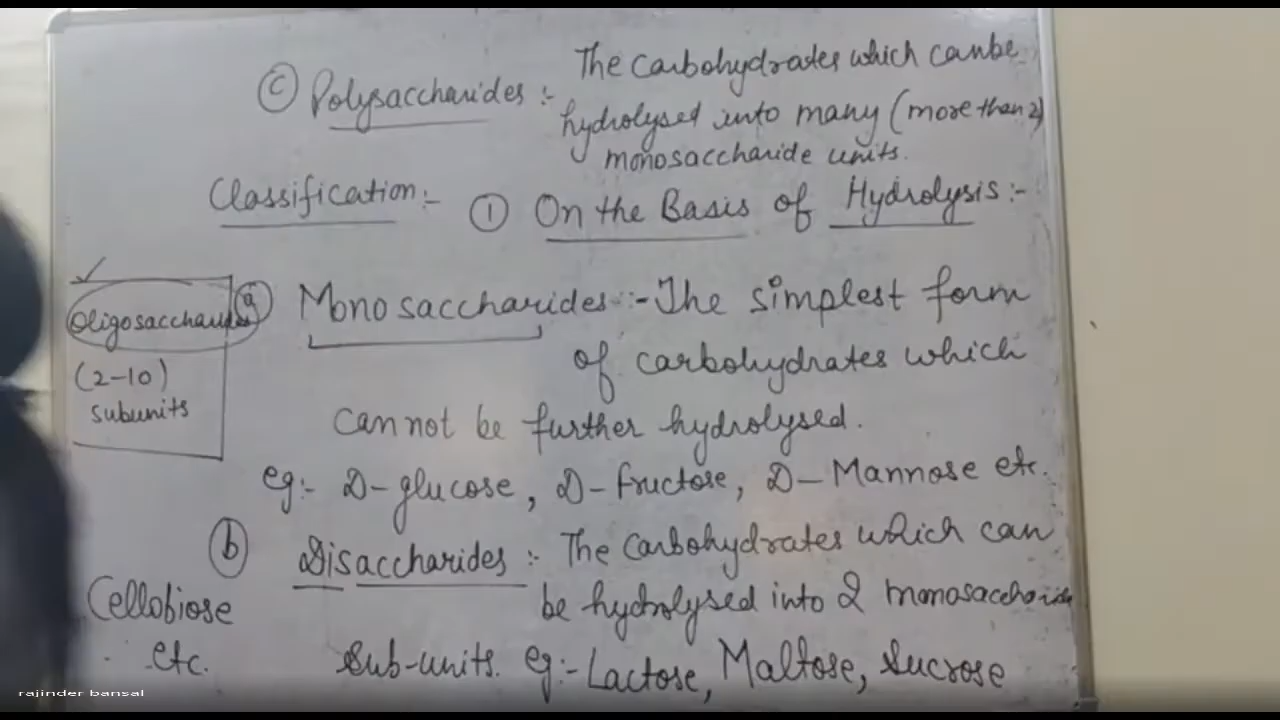 Ⓒ Polysaccharides :- The carbohydrates which can be
hydrolysed into many (more than 2)
monosaccharide units.
Classification :- ① On the Basis of Hydrolysis :-
ⓐ Monosaccharides :- The simplest form
of carbohydrates which
cannot be further hydrolysed.
eg:- D-glucose, D-fructose, D-Mannose etc.
Oligosaccharides
(2-10)
subunits
ⓑ Disaccharides :- The carbohydrates which can
be hydrolysed into 2 monosaccharide
Sub-units. eg:- Lactose, Maltose, Sucrose
Cellobiose
etc.
rajinder bansal